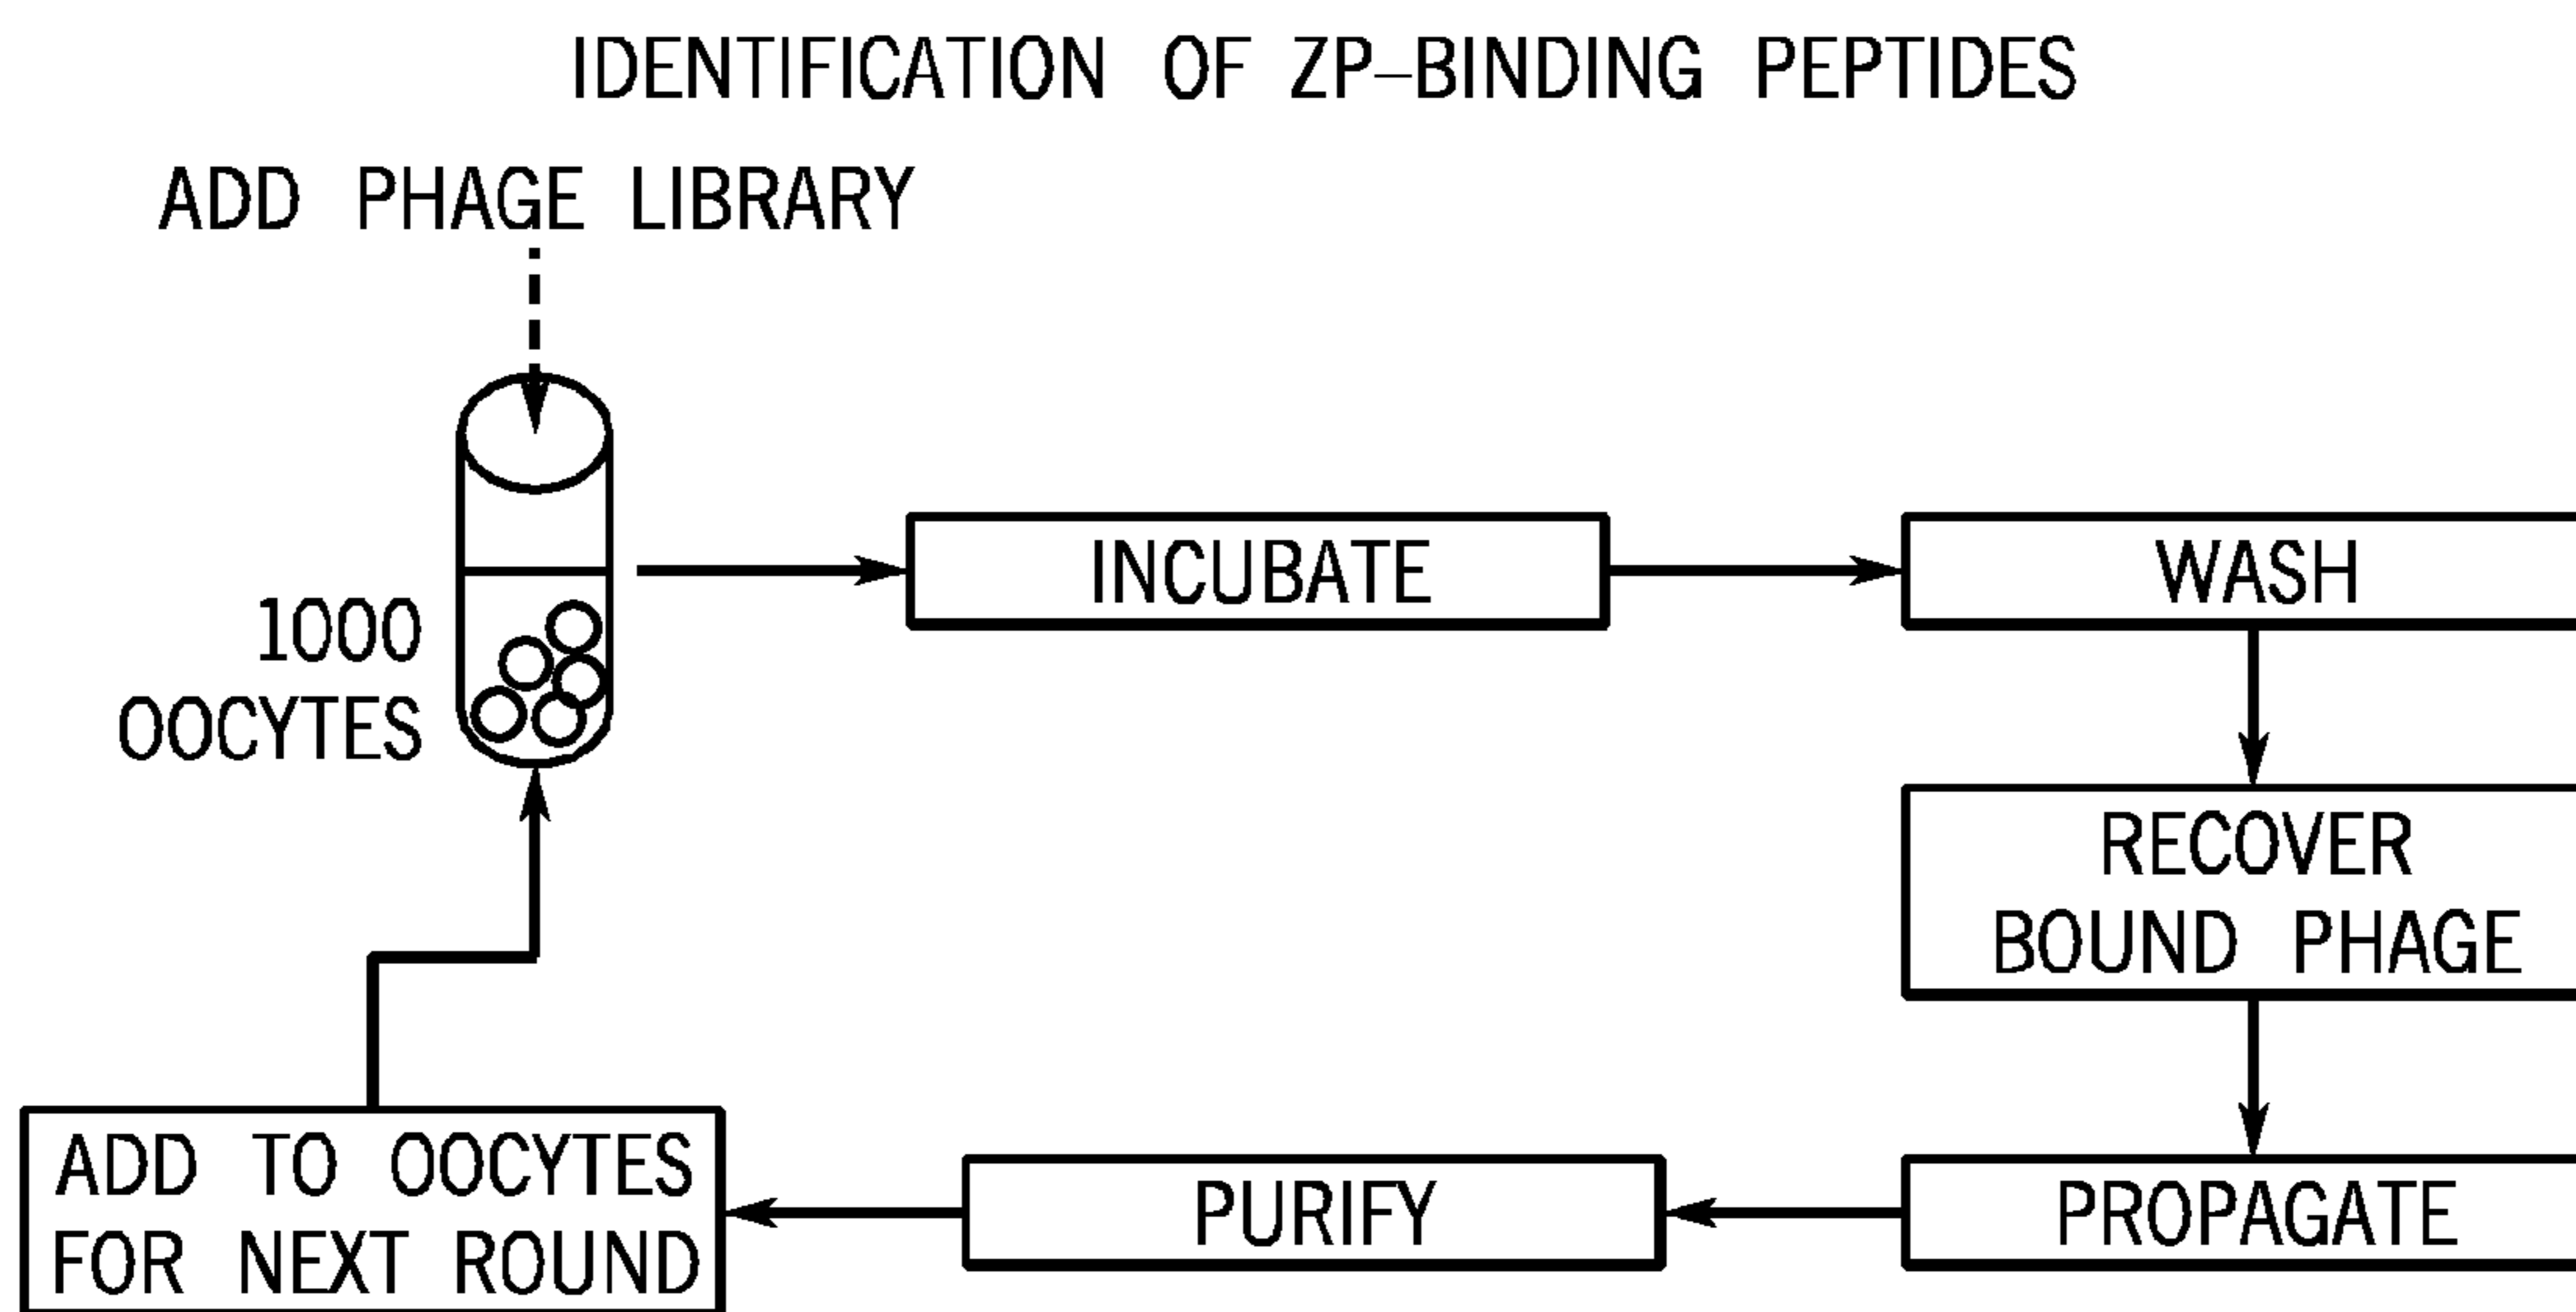 IDENTIFICATION OF ZP–BINDING PEPTIDES
ADD PHAGE LIBRARY
1000
OOCYTES
INCUBATE
WASH
RECOVER
BOUND PHAGE
PROPAGATE
PURIFY
ADD TO OOCYTES
FOR NEXT ROUND